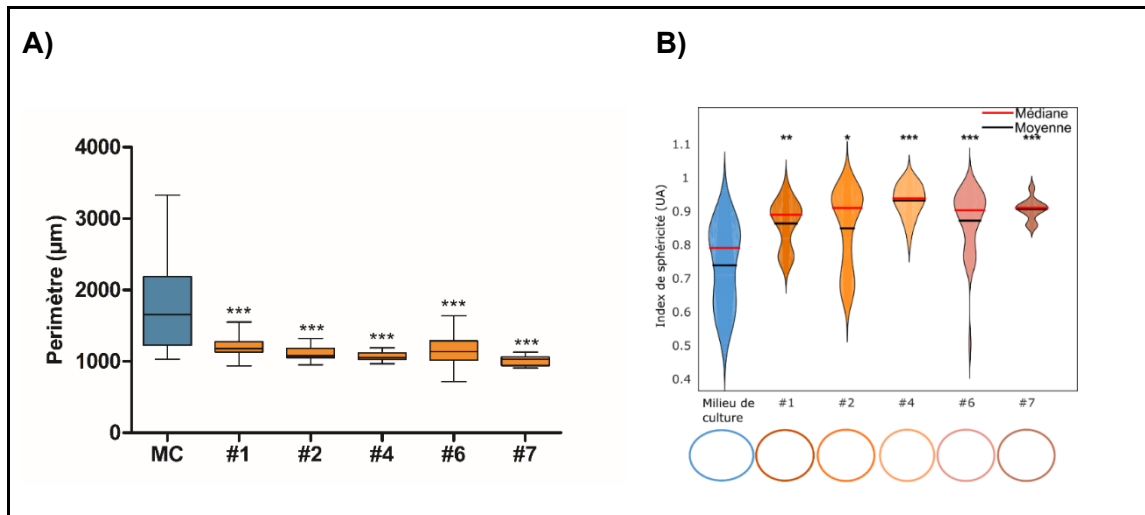 A)
B)
4000
3000
2000
1000
0
Perimètre (µm)
***
***
***
***
***
MC #1 #2 #4 #6 #7
Médiane
Moyenne
** * *** *** ***
1.1
1
0.9
0.8
0.7
0.6
0.5
0.4
Index de sphéricité (UA)
Milieu de #1 #2 #4 #6 #7
culture